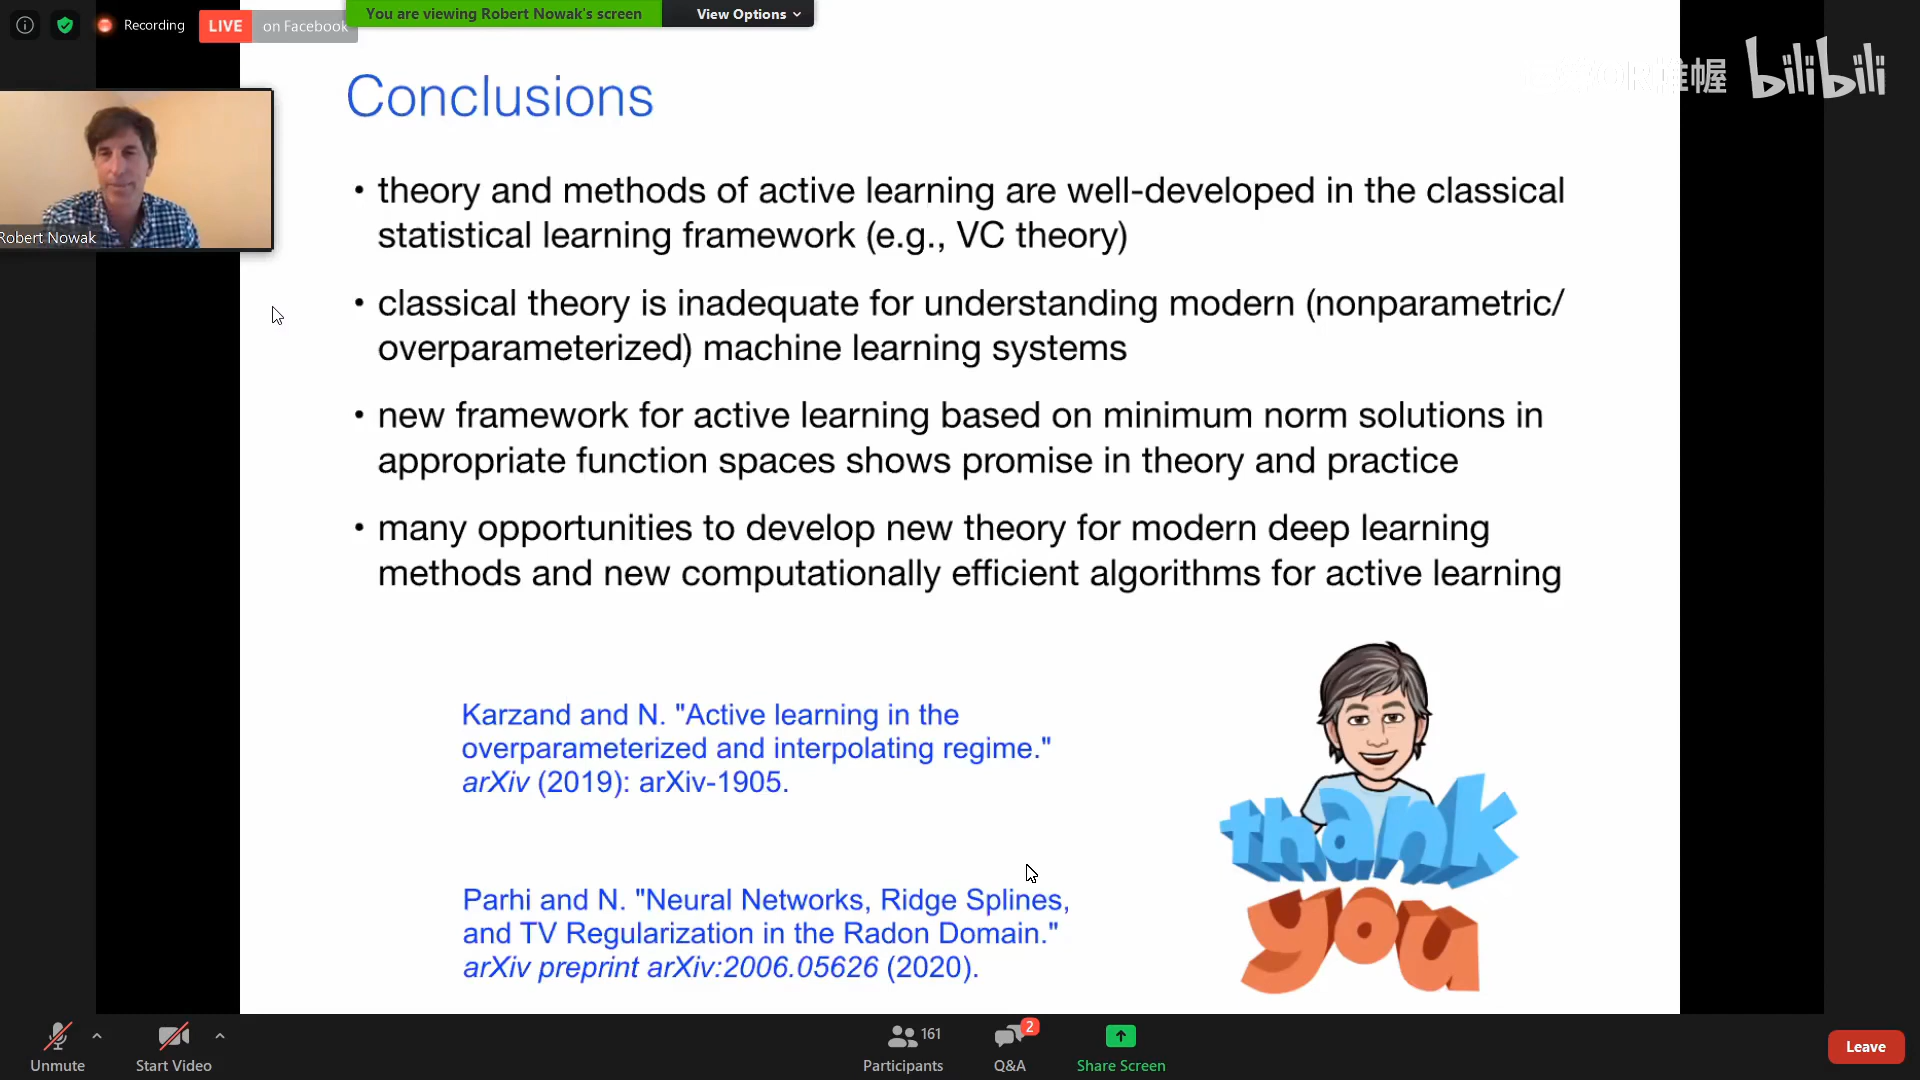 Recording
LIVE on Facebook
You are viewing Robert Nowak's screen
View Options
bilibili
Robert Nowak
Conclusions
• theory and methods of active learning are well-developed in the classical
statistical learning framework (e.g., VC theory)
• classical theory is inadequate for understanding modern (nonparametric/
overparameterized) machine learning systems
• new framework for active learning based on minimum norm solutions in
appropriate function spaces shows promise in theory and practice
• many opportunities to develop new theory for modern deep learning
methods and new computationally efficient algorithms for active learning
Karzand and N. "Active learning in the
overparameterized and interpolating regime."
arXiv (2019): arXiv-1905.
Parhi and N. "Neural Networks, Ridge Splines,
and TV Regularization in the Radon Domain."
arXiv preprint arXiv:2006.05626 (2020).
thank
you
Unmute
Start Video
161
Participants
2
Q&A
Share Screen
Leave